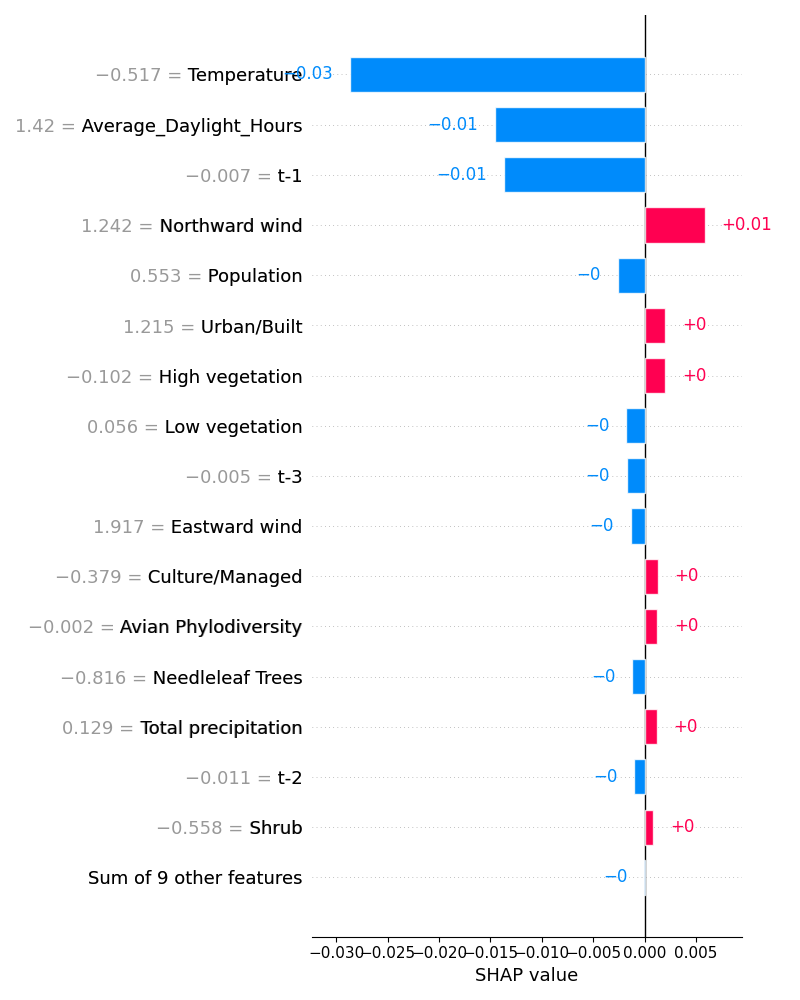 −0.517 = Temperature −0.03
1.42 = Average_Daylight_Hours −0.01
−0.007 = t-1 −0.01
1.242 = Northward wind +0.01
0.553 = Population −0
1.215 = Urban/Built +0
−0.102 = High vegetation +0
0.056 = Low vegetation −0
−0.005 = t-3 −0
1.917 = Eastward wind −0
−0.379 = Culture/Managed +0
−0.002 = Avian Phylodiversity +0
−0.816 = Needleleaf Trees −0
0.129 = Total precipitation +0
−0.011 = t-2 −0
−0.558 = Shrub +0
Sum of 9 other features −0
−0.030 −0.025 −0.020 −0.015 −0.010 −0.005 0.000 0.005
SHAP value